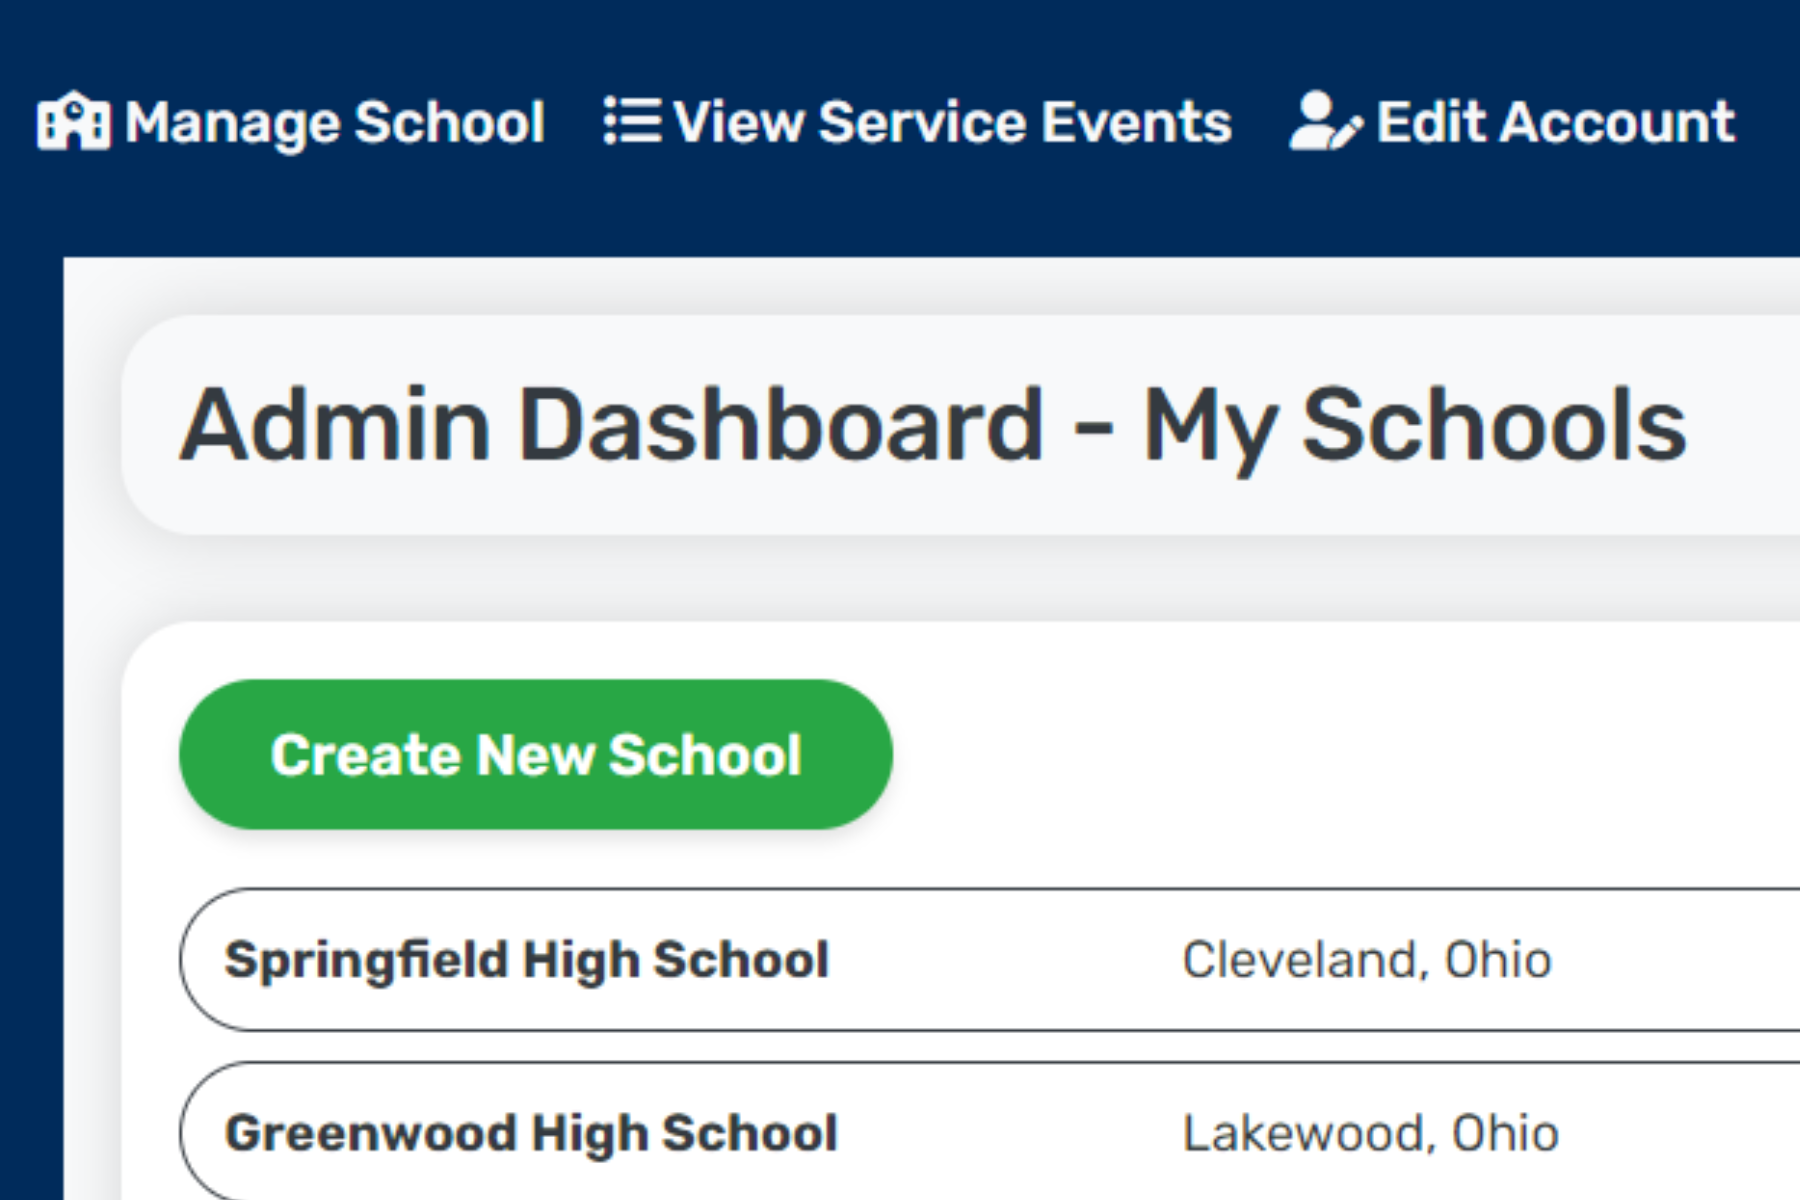 Manage School View Service Events Edit Account
Admin Dashboard - My Schools
Create New School
Springfield High School Cleveland, Ohio
Greenwood High School Lakewood, Ohio